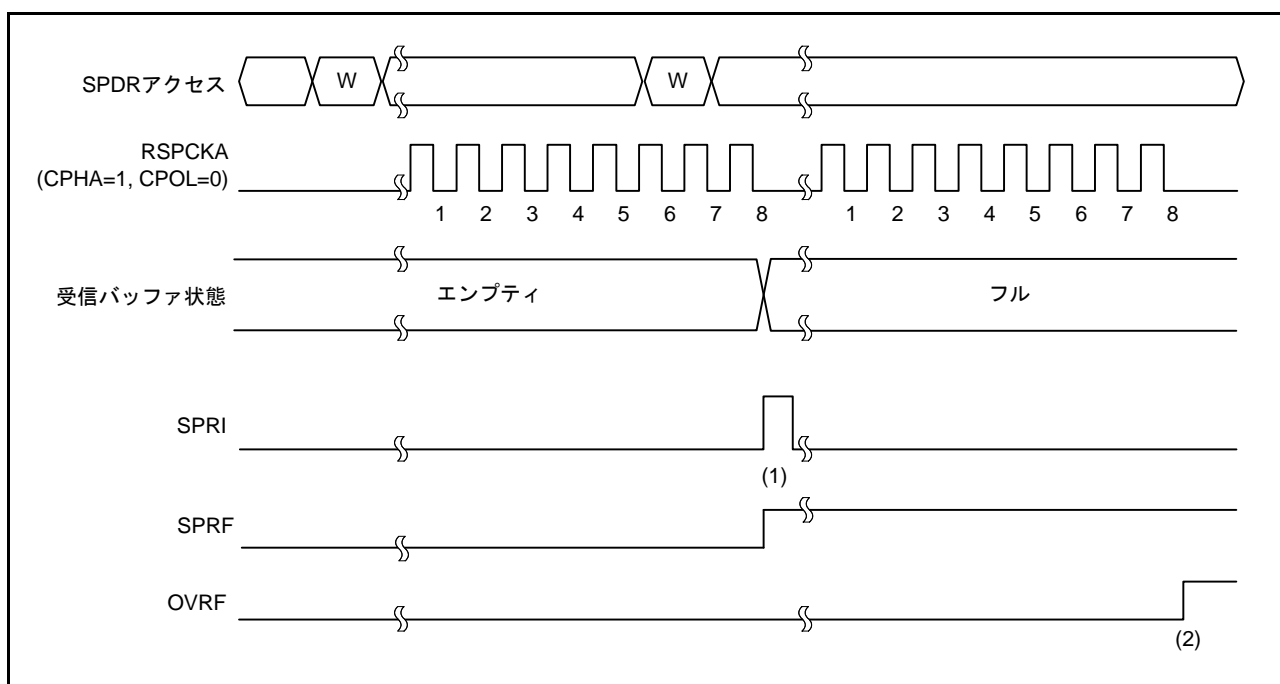 SPDRアクセス W W
RSPCKA
(CPHA=1, CPOL=0)
1 2 3 4 5 6 7 8 1 2 3 4 5 6 7 8
受信バッファ状態 エンプティ フル
SPRI
(1)
SPRF
OVRF
(2)